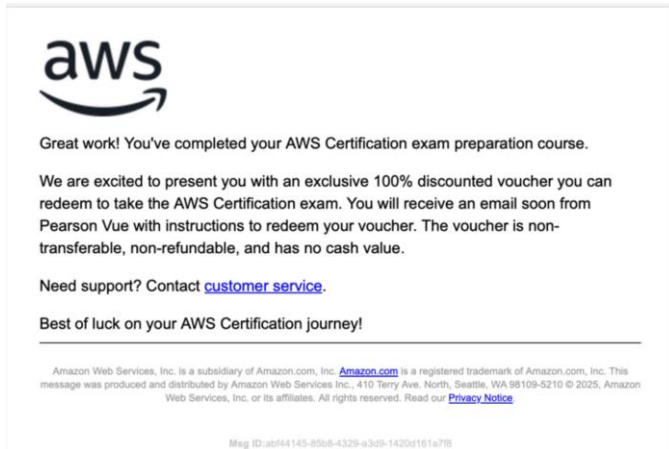 aws
Great work! You've completed your AWS Certification exam preparation course.
We are excited to present you with an exclusive 100% discounted voucher you can
redeem to take the AWS Certification exam. You will receive an email soon from
Pearson Vue with instructions to redeem your voucher. The voucher is non-
transferable, non-refundable, and has no cash value.
Need support? Contact customer service.
Best of luck on your AWS Certification journey!
Amazon Web Services, Inc. is a subsidiary of Amazon.com, Inc. Amazon.com is a registered trademark of Amazon.com, Inc. This
message was produced and distributed by Amazon Web Services Inc., 410 Terry Ave. North, Seattle, WA 98109-5210 © 2025, Amazon
Web Services, Inc. or its affiliates. All rights reserved. Read our Privacy Notice.
Msg ID:abf44145-85b8-4329-a3d9-1420d161a7f8